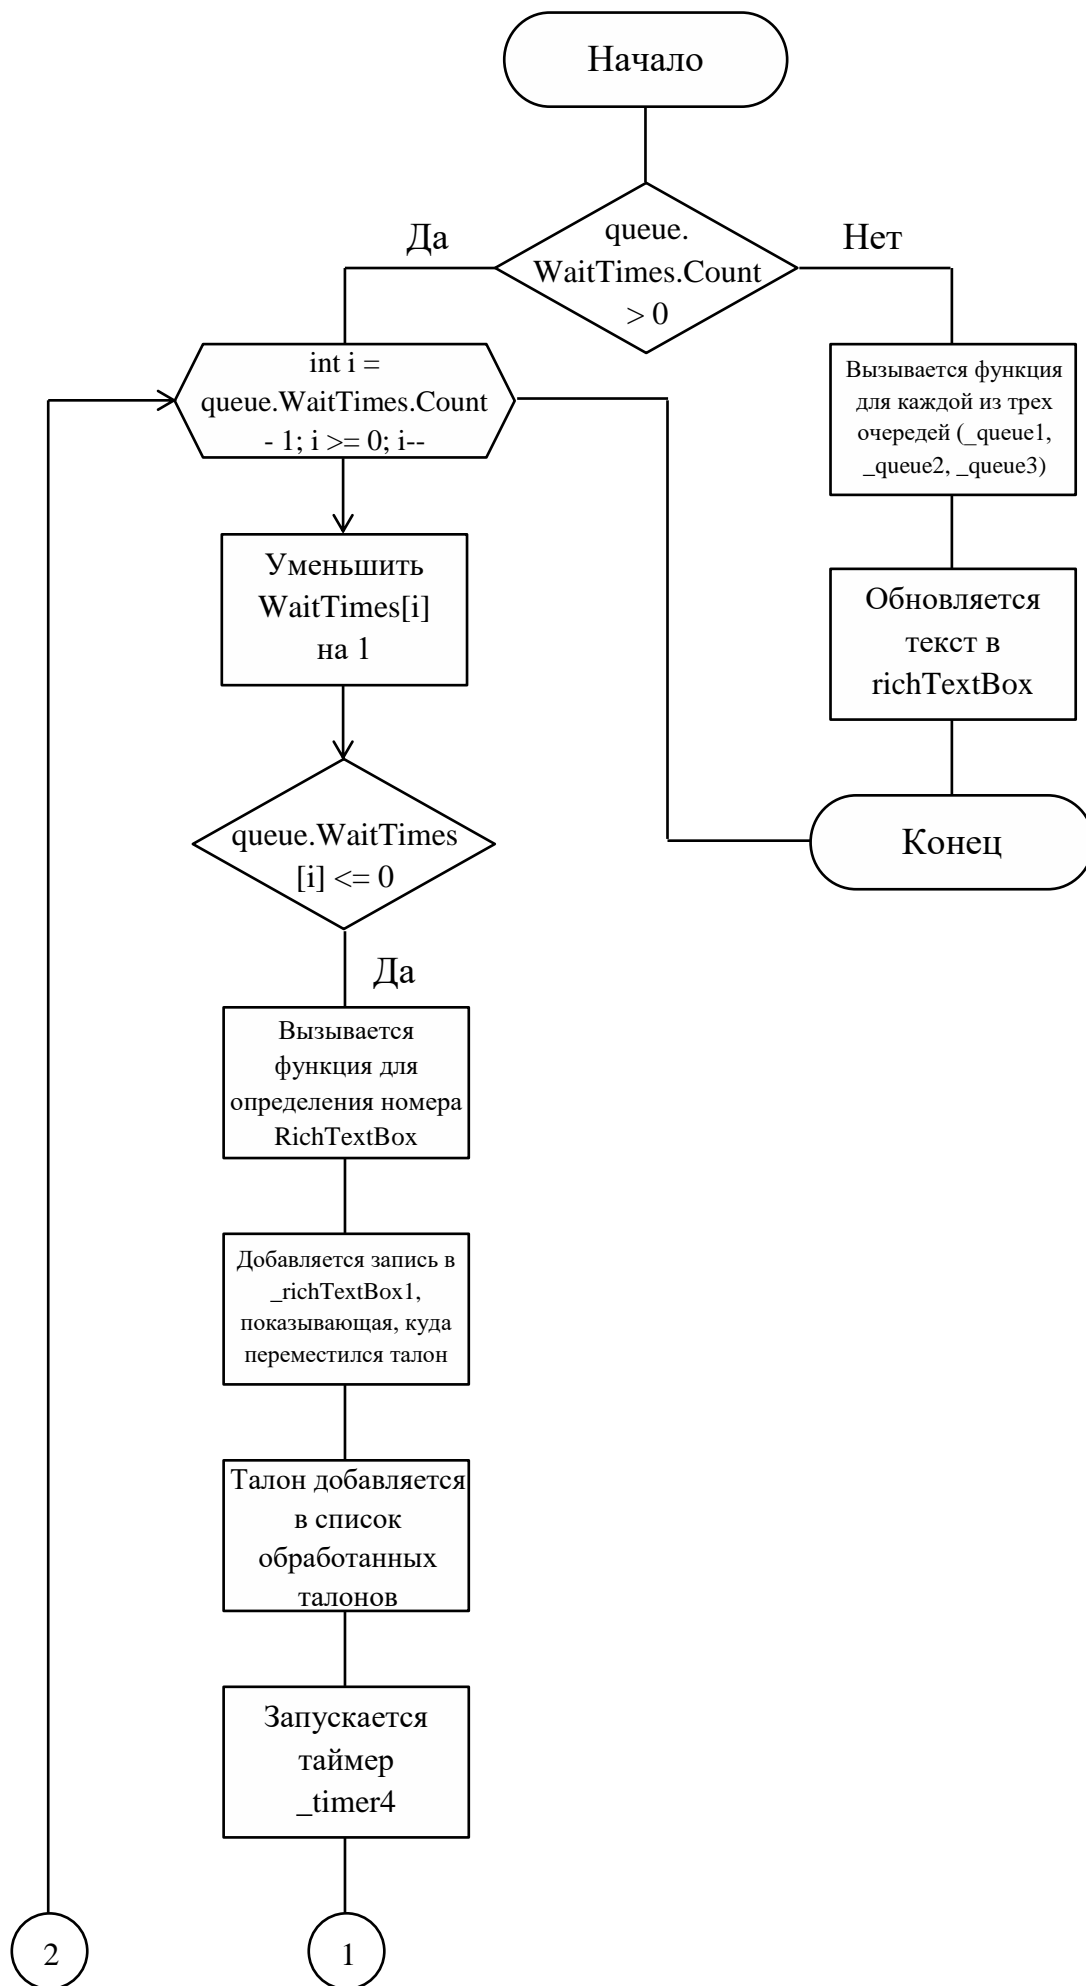 Начало
queue.
WaitTimes.Count
> 0
Да
Нет
int i =
queue.WaitTimes.Count
- 1; i >= 0; i--
Вызывается функция
для каждой из трех
очередей (_queue1,
_queue2, _queue3)
Уменьшить
WaitTimes[i]
на 1
Обновляется
текст в
richTextBox
queue.WaitTimes
[i] <= 0
Конец
Да
Вызывается
функция для
определения номера
RichTextBox
Добавляется запись в
_richTextBox1,
показывающая, куда
переместился талон
Талон добавляется
в список
обработанных
талонов
Запускается
таймер
_timer4
2
1